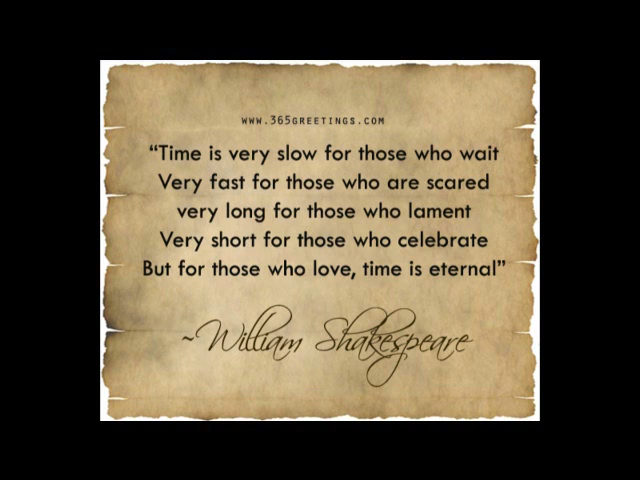 www.365greetings.com
“Time is very slow for those who wait
Very fast for those who are scared
very long for those who lament
Very short for those who celebrate
But for those who love, time is eternal”
~William Shakespeare